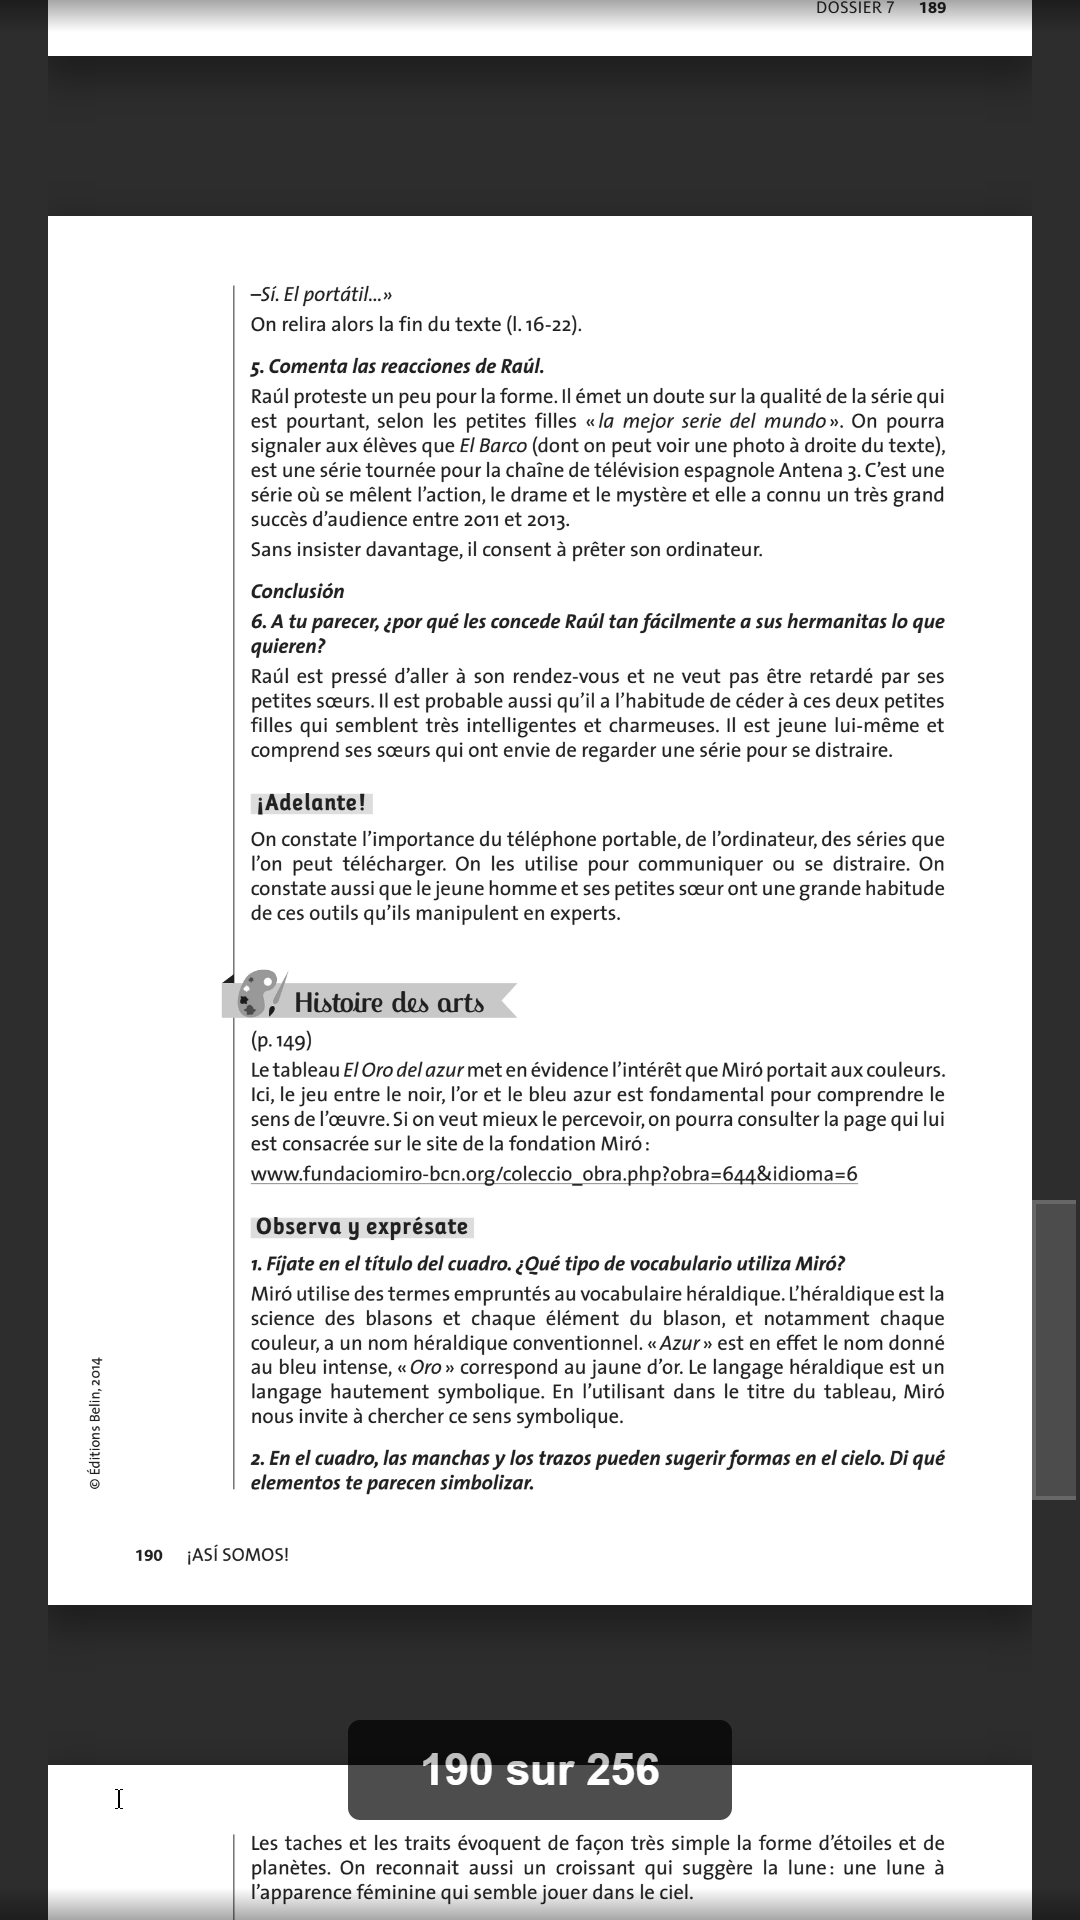 DOSSIER 7 189
–Sí. El portátil...»
On relira alors la fin du texte (l. 16-22).
5. Comenta las reacciones de Raúl.
Raúl proteste un peu pour la forme. Il émet un doute sur la qualité de la série qui
est pourtant, selon les petites filles « la mejor serie del mundo ». On pourra
signaler aux élèves que El Barco (dont on peut voir une photo à droite du texte),
est une série tournée pour la chaîne de télévision espagnole Antena 3. C’est une
série où se mêlent l’action, le drame et le mystère et elle a connu un très grand
succès d’audience entre 2011 et 2013.
Sans insister davantage, il consent à prêter son ordinateur.
Conclusión
6. A tu parecer, ¿por qué les concede Raúl tan fácilmente a sus hermanitas lo que
quieren?
Raúl est pressé d’aller à son rendez-vous et ne veut pas être retardé par ses
petites sœurs. Il est probable aussi qu’il a l’habitude de céder à ces deux petites
filles qui semblent très intelligentes et charmeuses. Il est jeune lui-même et
comprend ses sœurs qui ont envie de regarder une série pour se distraire.
¡Adelante!
On constate l’importance du téléphone portable, de l’ordinateur, des séries que
l’on peut télécharger. On les utilise pour communiquer ou se distraire. On
constate aussi que le jeune homme et ses petites sœur ont une grande habitude
de ces outils qu’ils manipulent en experts.
Histoire des arts
(p. 149)
Le tableau El Oro del azur met en évidence l’intérêt que Miró portait aux couleurs.
Ici, le jeu entre le noir, l’or et le bleu azur est fondamental pour comprendre le
sens de l’œuvre. Si on veut mieux le percevoir, on pourra consulter la page qui lui
est consacrée sur le site de la fondation Miró :
www.fundaciomiro-bcn.org/coleccio_obra.php?obra=644&idioma=6
Observa y exprésate
1. Fíjate en el título del cuadro. ¿Qué tipo de vocabulario utiliza Miró?
Miró utilise des termes empruntés au vocabulaire héraldique. L’héraldique est la
science des blasons et chaque élément du blason, et notamment chaque
couleur, a un nom héraldique conventionnel. « Azur » est en effet le nom donné
au bleu intense, « Oro » correspond au jaune d’or. Le langage héraldique est un
langage hautement symbolique. En l’utilisant dans le titre du tableau, Miró
nous invite à chercher ce sens symbolique.
2. En el cuadro, las manchas y los trazos pueden sugerir formas en el cielo. Di qué
elementos te parecen simbolizar.
© Éditions Belin, 2014
190 ¡ASÍ SOMOS!
190 sur 256
Les taches et les traits évoquent de façon très simple la forme d’étoiles et de
planètes. On reconnait aussi un croissant qui suggère la lune : une lune à
l’apparence féminine qui semble jouer dans le ciel.